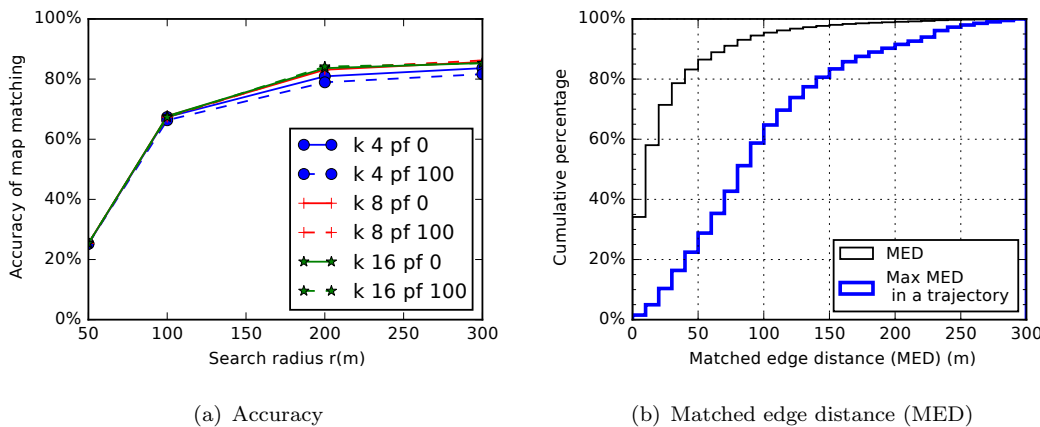 100%
80%
60%
40%
20%
0%
Accuracy of map matching
50
100
150
200
250
300
Search radius r(m)
k 4 pf 0
k 4 pf 100
k 8 pf 0
k 8 pf 100
k 16 pf 0
k 16 pf 100
(a) Accuracy
100%
80%
60%
40%
20%
0%
Cumulative percentage
0
50
100
150
200
250
300
Matched edge distance (MED) (m)
MED
Max MED
in a trajectory
(b) Matched edge distance (MED)